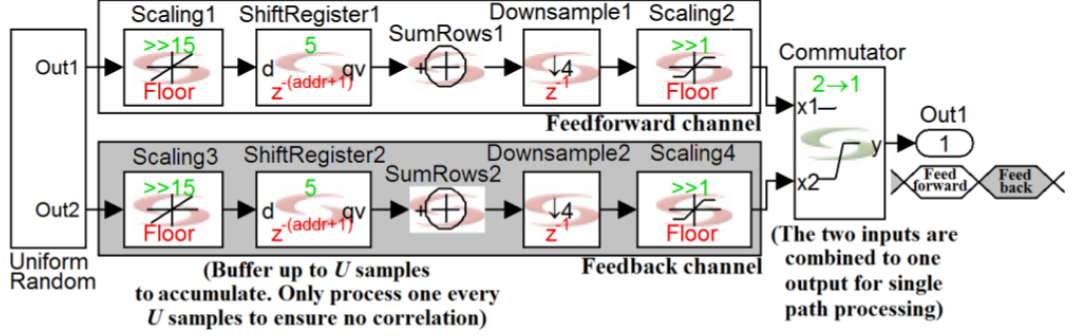 Scaling1
ShiftRegister1
SumRows1
Downsample1
Scaling2
Out1
>>15
Floor
5
d
qv
z-(addr+1)
+
↓4
z-1
>>1
Floor
Feedforward channel
Commutator
2→1
x1
x2
y
Out1
1
Feed
forward
Feed
back
Scaling3
ShiftRegister2
SumRows2
Downsample2
Scaling4
Out2
>>15
Floor
5
d
qv
z-(addr+1)
+
↓4
z-1
>>1
Floor
Feedback channel
Uniform
Random
(Buffer up to U samples
to accumulate. Only process one every
U samples to ensure no correlation)
(The two inputs are
combined to one
output for single
path processing)